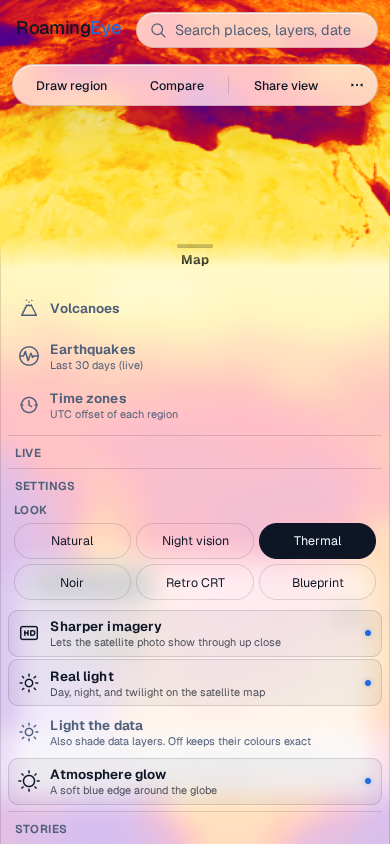 RoamingEye
Search places, layers, date
Draw region
Compare
Share view
Map
Volcanoes
Earthquakes
Last 30 days (live)
Time zones
UTC offset of each region
LIVE
SETTINGS
LOOK
Natural
Night vision
Thermal
Noir
Retro CRT
Blueprint
HD
Sharper imagery
Lets the satellite photo show through up close
Real light
Day, night, and twilight on the satellite map
Light the data
Also shade data layers. Off keeps their colours exact
Atmosphere glow
A soft blue edge around the globe
STORIES